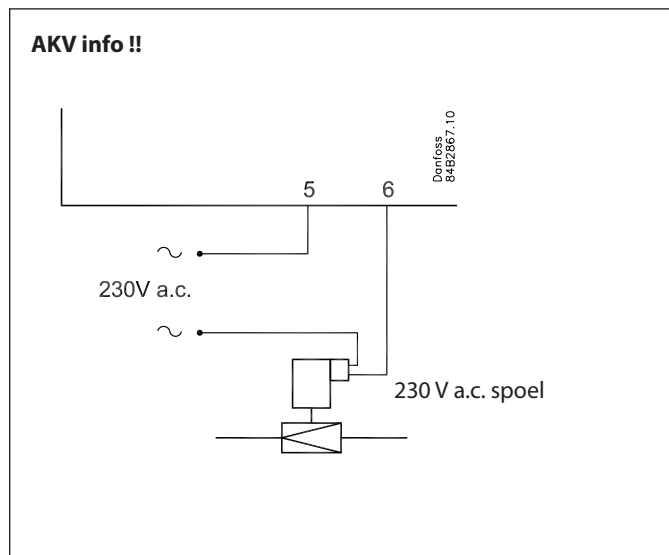 AKV info !!
Danfoss
84B2867.10
5 6
230V a.c.
230 V a.c. spoel